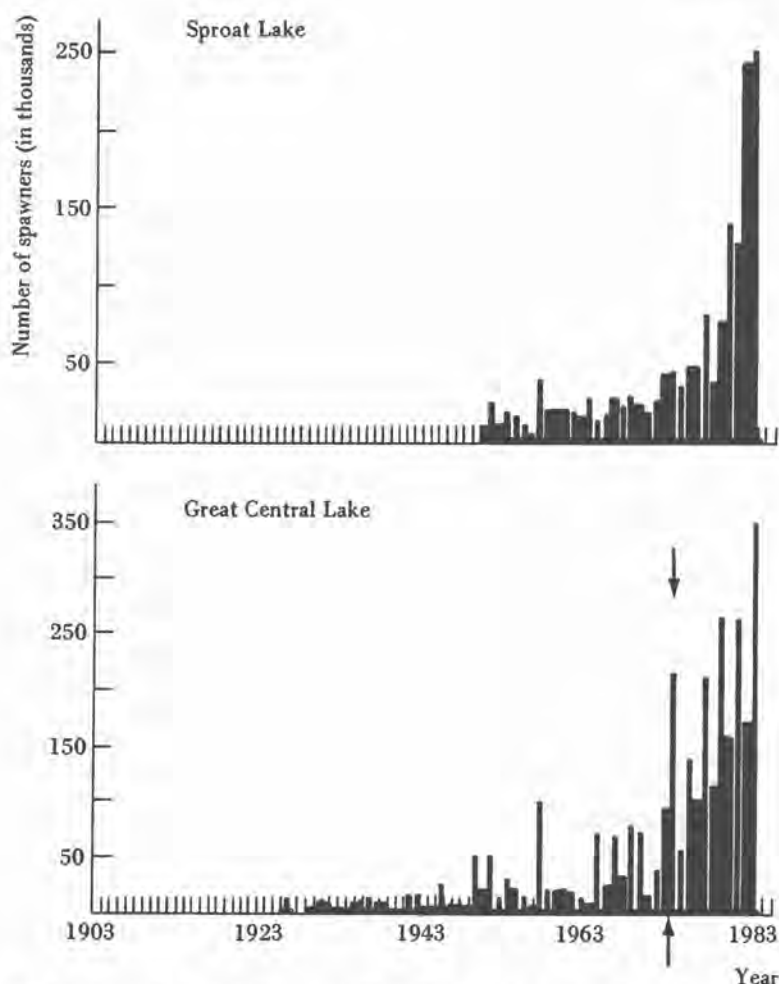 Sproat Lake
Number of spawners (in thousands)
250
150
50
Great Central Lake
350
250
150
50
1903 1923 1943 1963 1983
Year